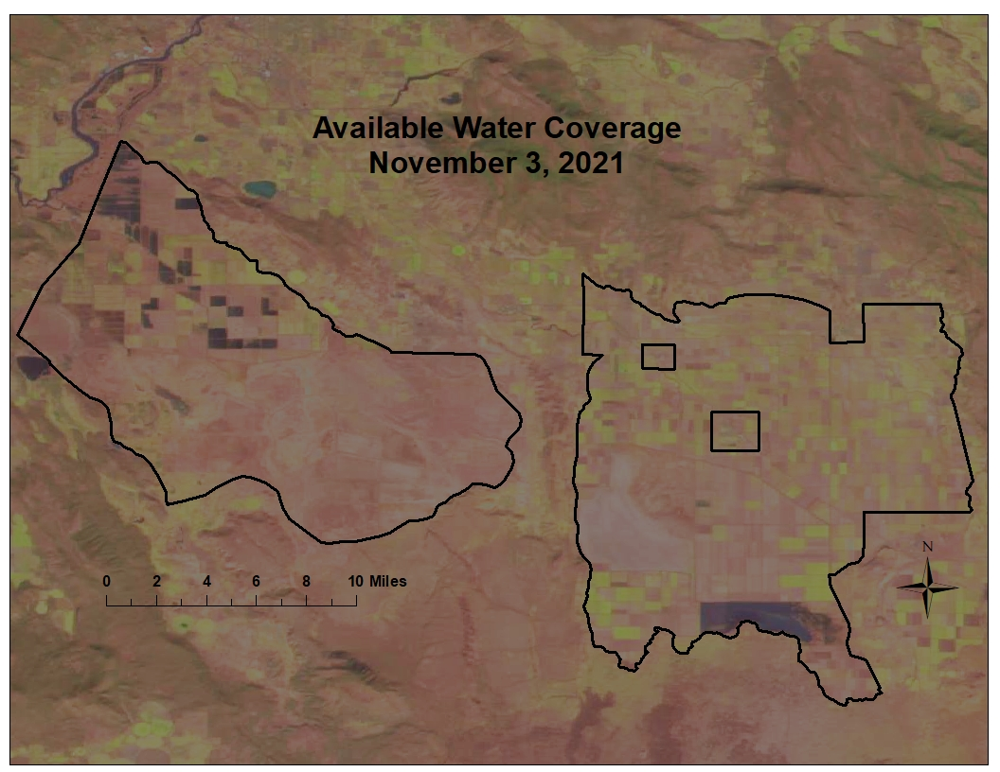 Available Water Coverage
November 3, 2021
N
0 2 4 6 8 10 Miles